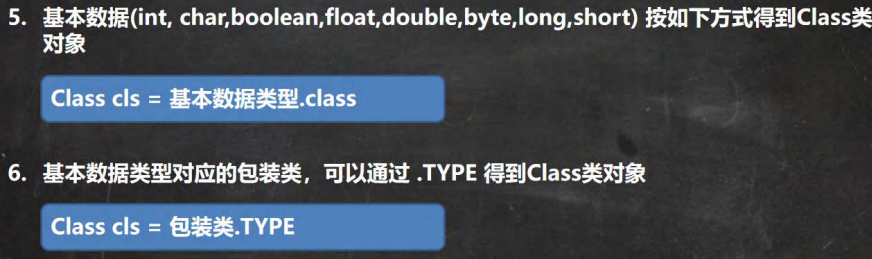 5. 基本数据(int, char,boolean,float,double,byte,long,short) 按如下方式得到Class类
对象
Class cls = 基本数据类型.class
6. 基本数据类型对应的包装类，可以通过 .TYPE 得到Class类对象
Class cls = 包装类.TYPE